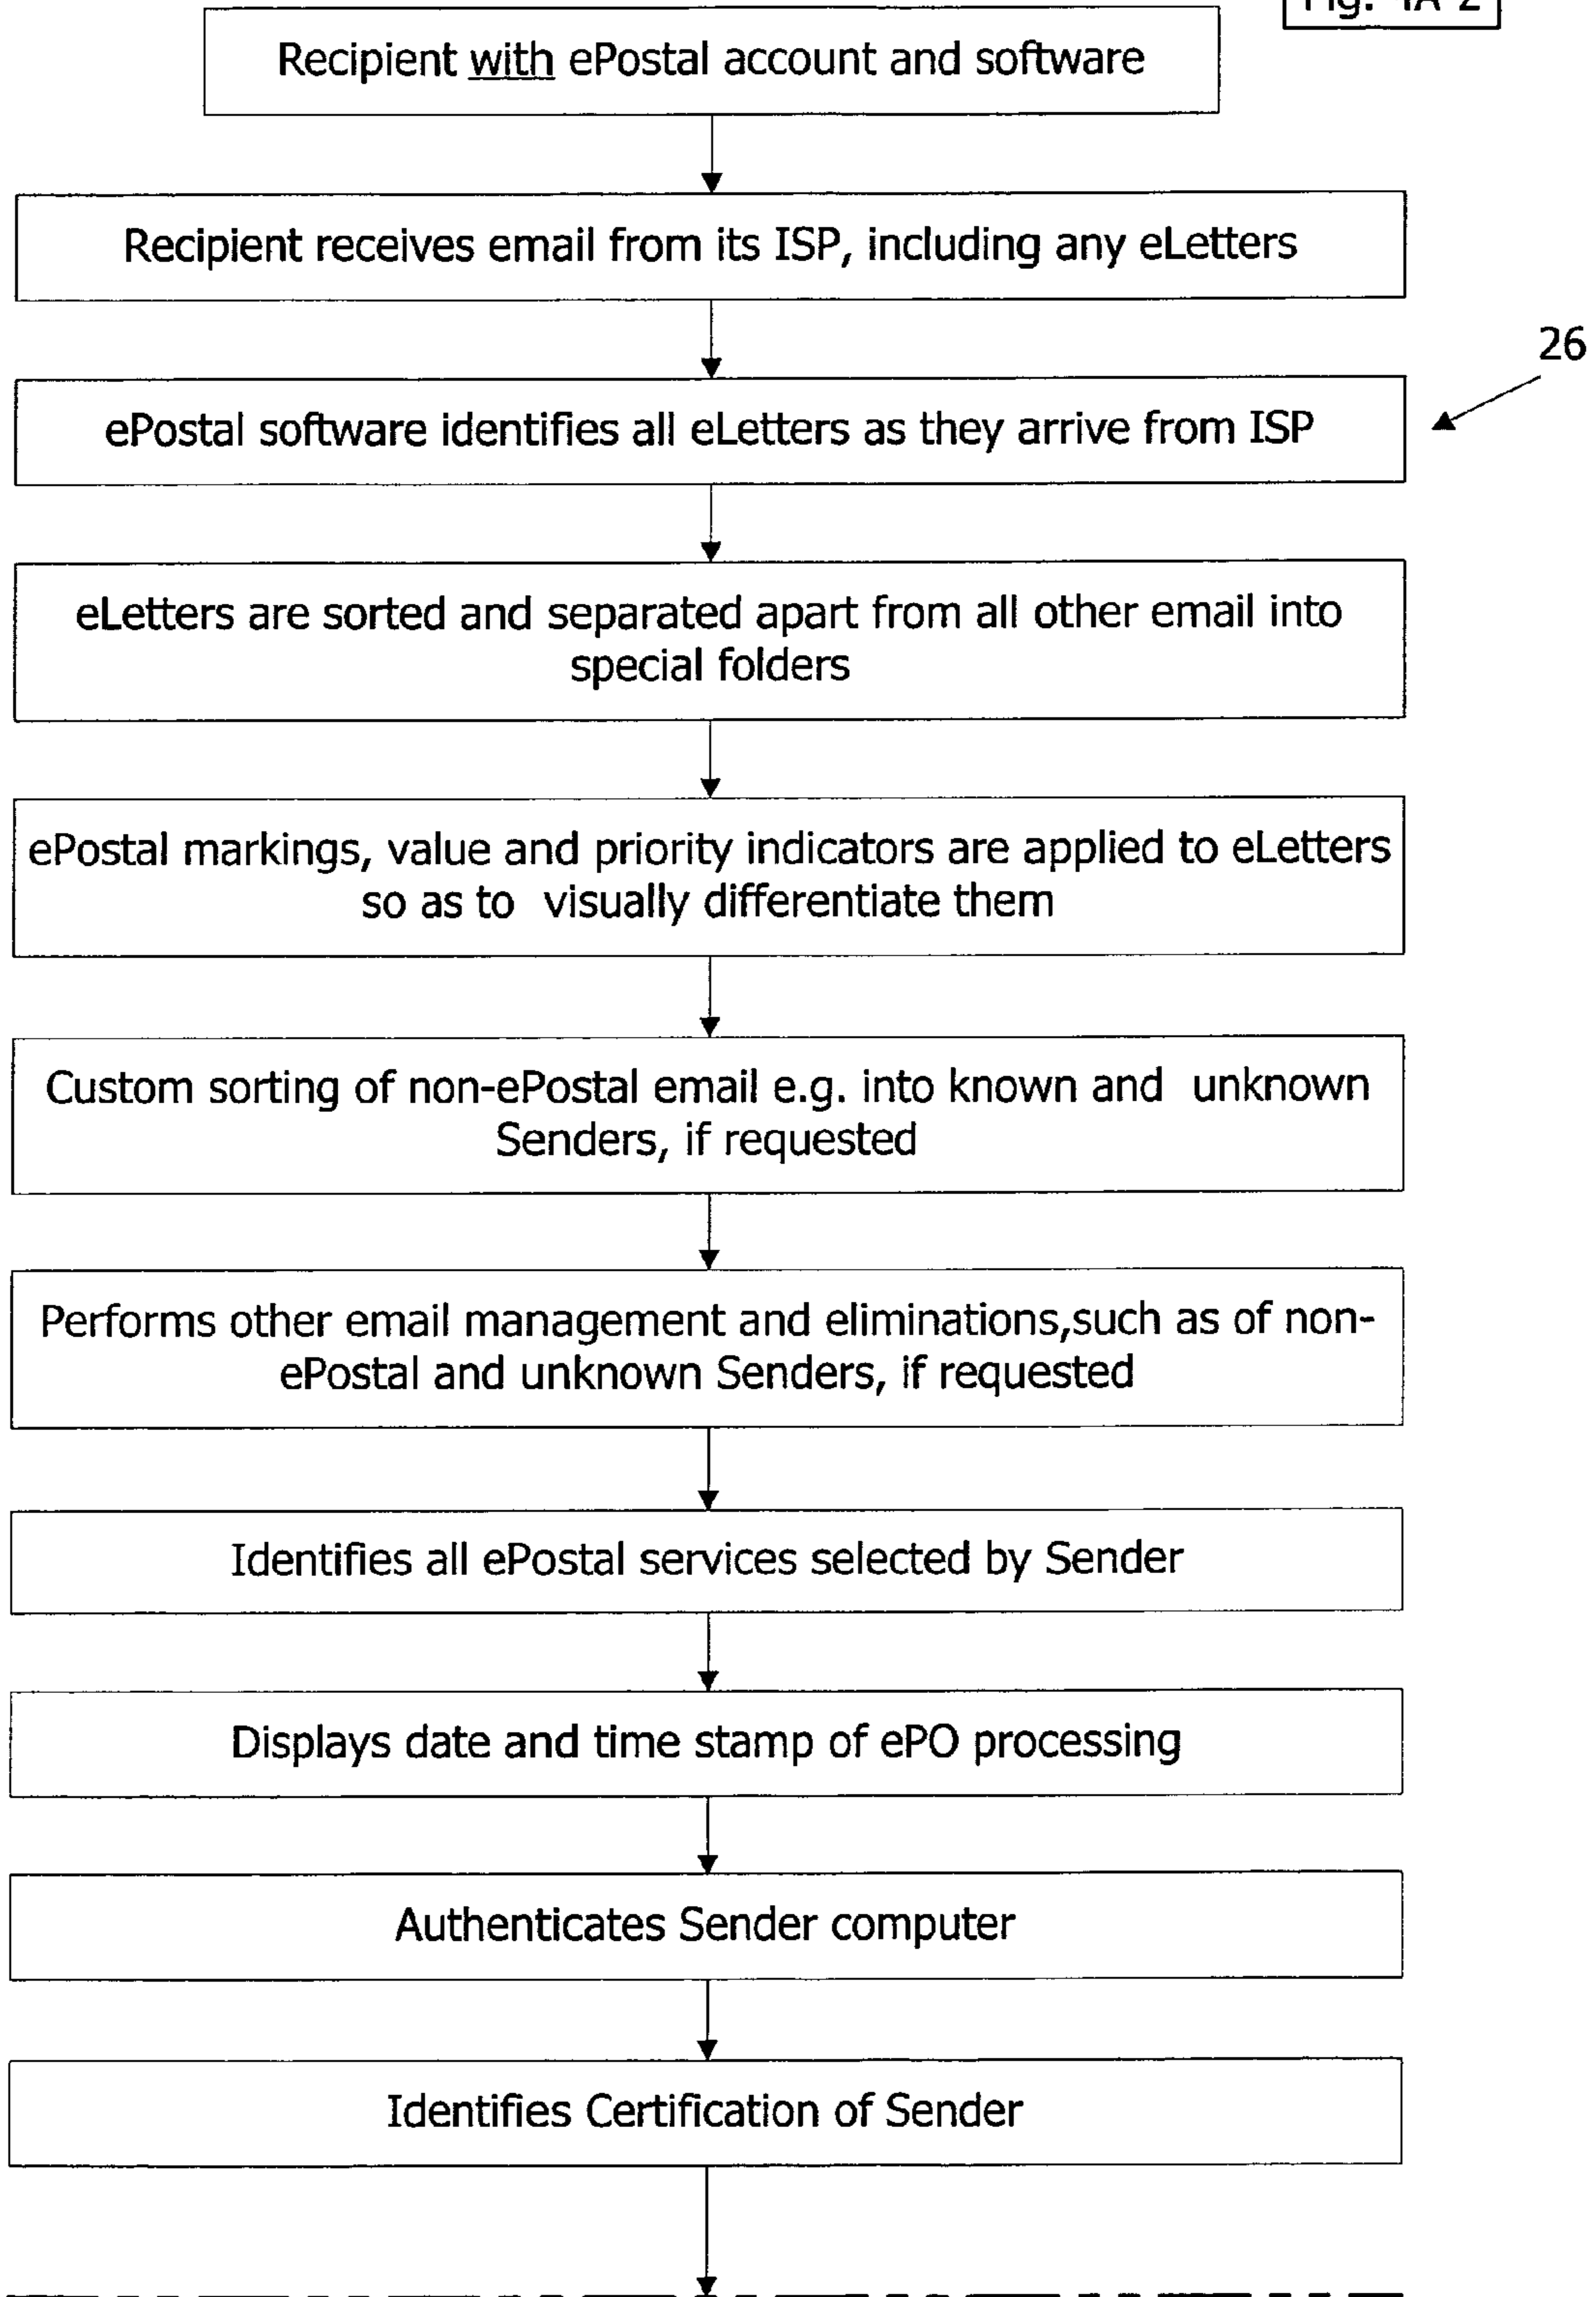 Fig. 4A-2
Recipient with ePostal account and software
Recipient receives email from its ISP, including any eLetters
26
ePostal software identifies all eLetters as they arrive from ISP
eLetters are sorted and separated apart from all other email into
special folders
ePostal markings, value and priority indicators are applied to eLetters
so as to visually differentiate them
Custom sorting of non-ePostal email e.g. into known and unknown
Senders, if requested
Performs other email management and eliminations,such as of non-
ePostal and unknown Senders, if requested
Identifies all ePostal services selected by Sender
Displays date and time stamp of ePO processing
Authenticates Sender computer
Identifies Certification of Sender